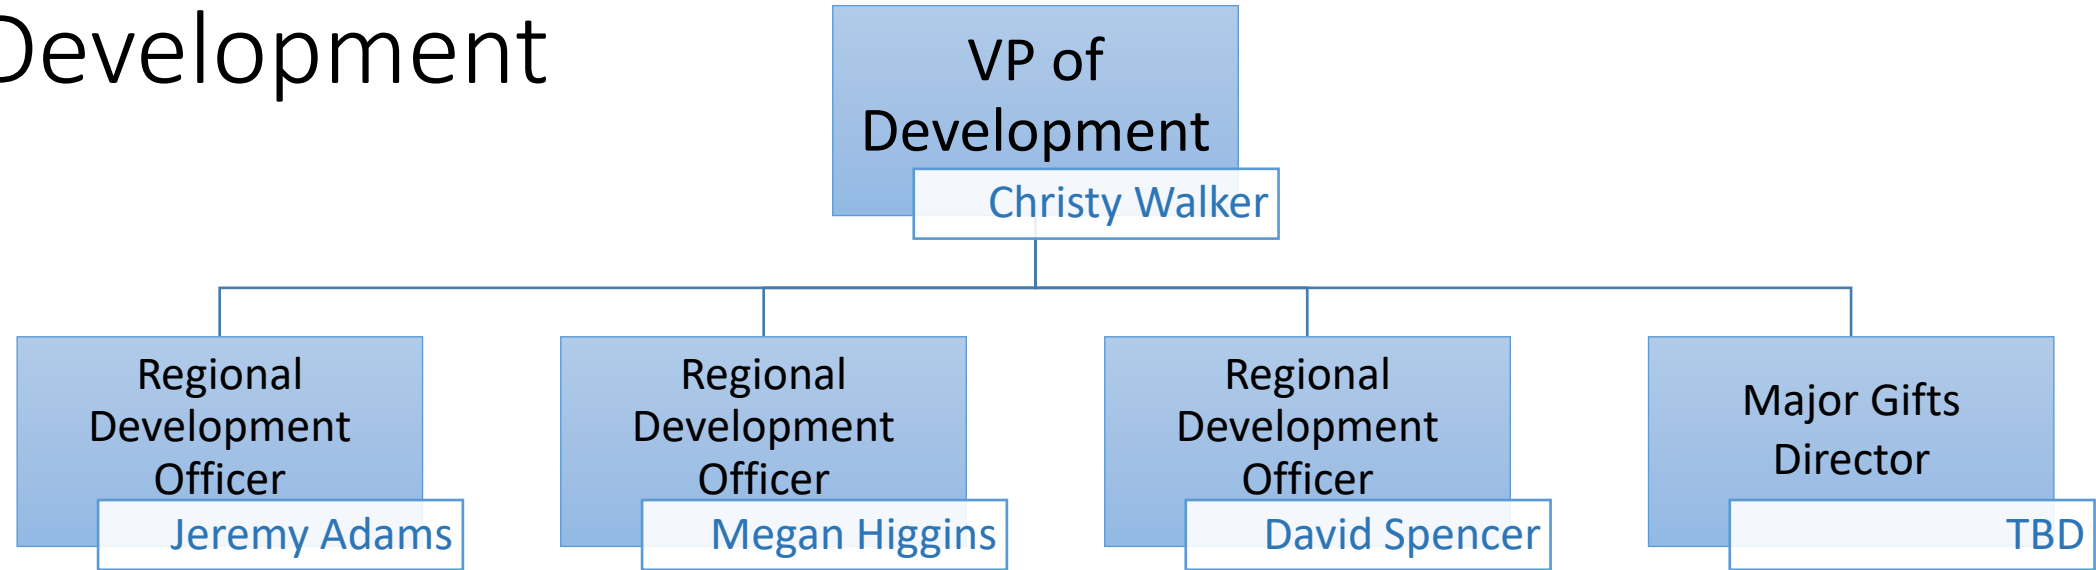 Development
VP of
Development
Christy Walker
Regional
Development
Officer
Jeremy Adams
Regional
Development
Officer
Megan Higgins
Regional
Development
Officer
David Spencer
Major Gifts
Director
TBD